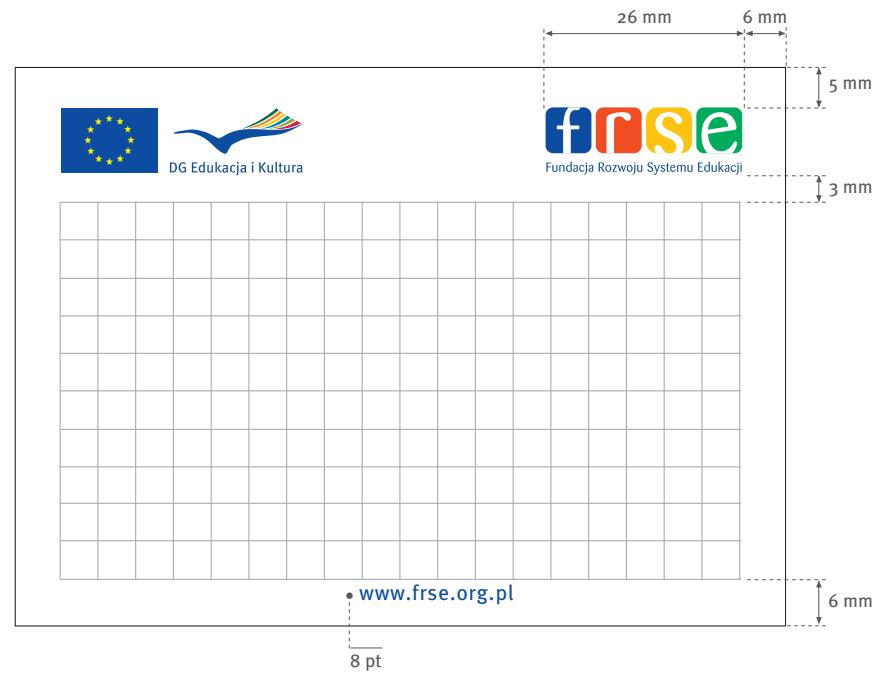 26 mm
6 mm
5 mm
frse
DG Edukacja i Kultura
Fundacja Rozwoju Systemu Edukacji
3 mm
www.frse.org.pl
6 mm
8 pt